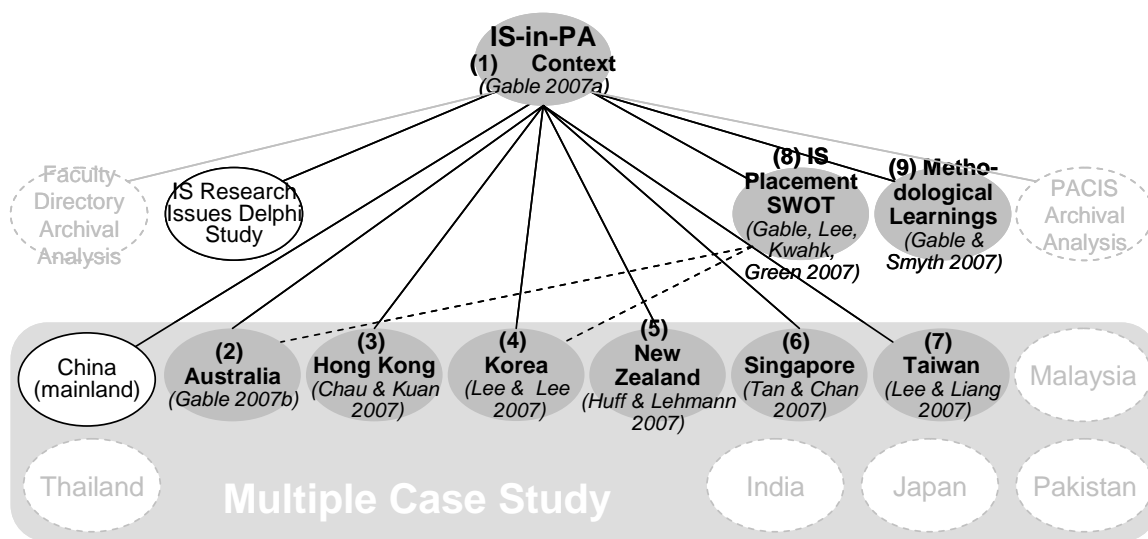 IS-in-PA
(1) Context
(Gable 2007a)
Faculty
Directory
Archival
Analysis
IS Research
Issues Delphi
Study
(8) IS
Placement
SWOT
(Gable, Lee,
Kwahk,
Green 2007)
(9) Metho-
dological
Learnings
(Gable &
Smyth 2007)
PACIS
Archival
Analysis
China
(mainland)
(2)
Australia
(Gable 2007b)
(3)
Hong Kong
(Chau & Kuan
2007)
(4)
Korea
(Lee & Lee
2007)
(5)
New
Zealand
(Huff & Lehmann
2007)
(6)
Singapore
(Tan & Chan
2007)
(7)
Taiwan
(Lee & Liang
2007)
Malaysia
Thailand
Multiple Case Study
India
Japan
Pakistan